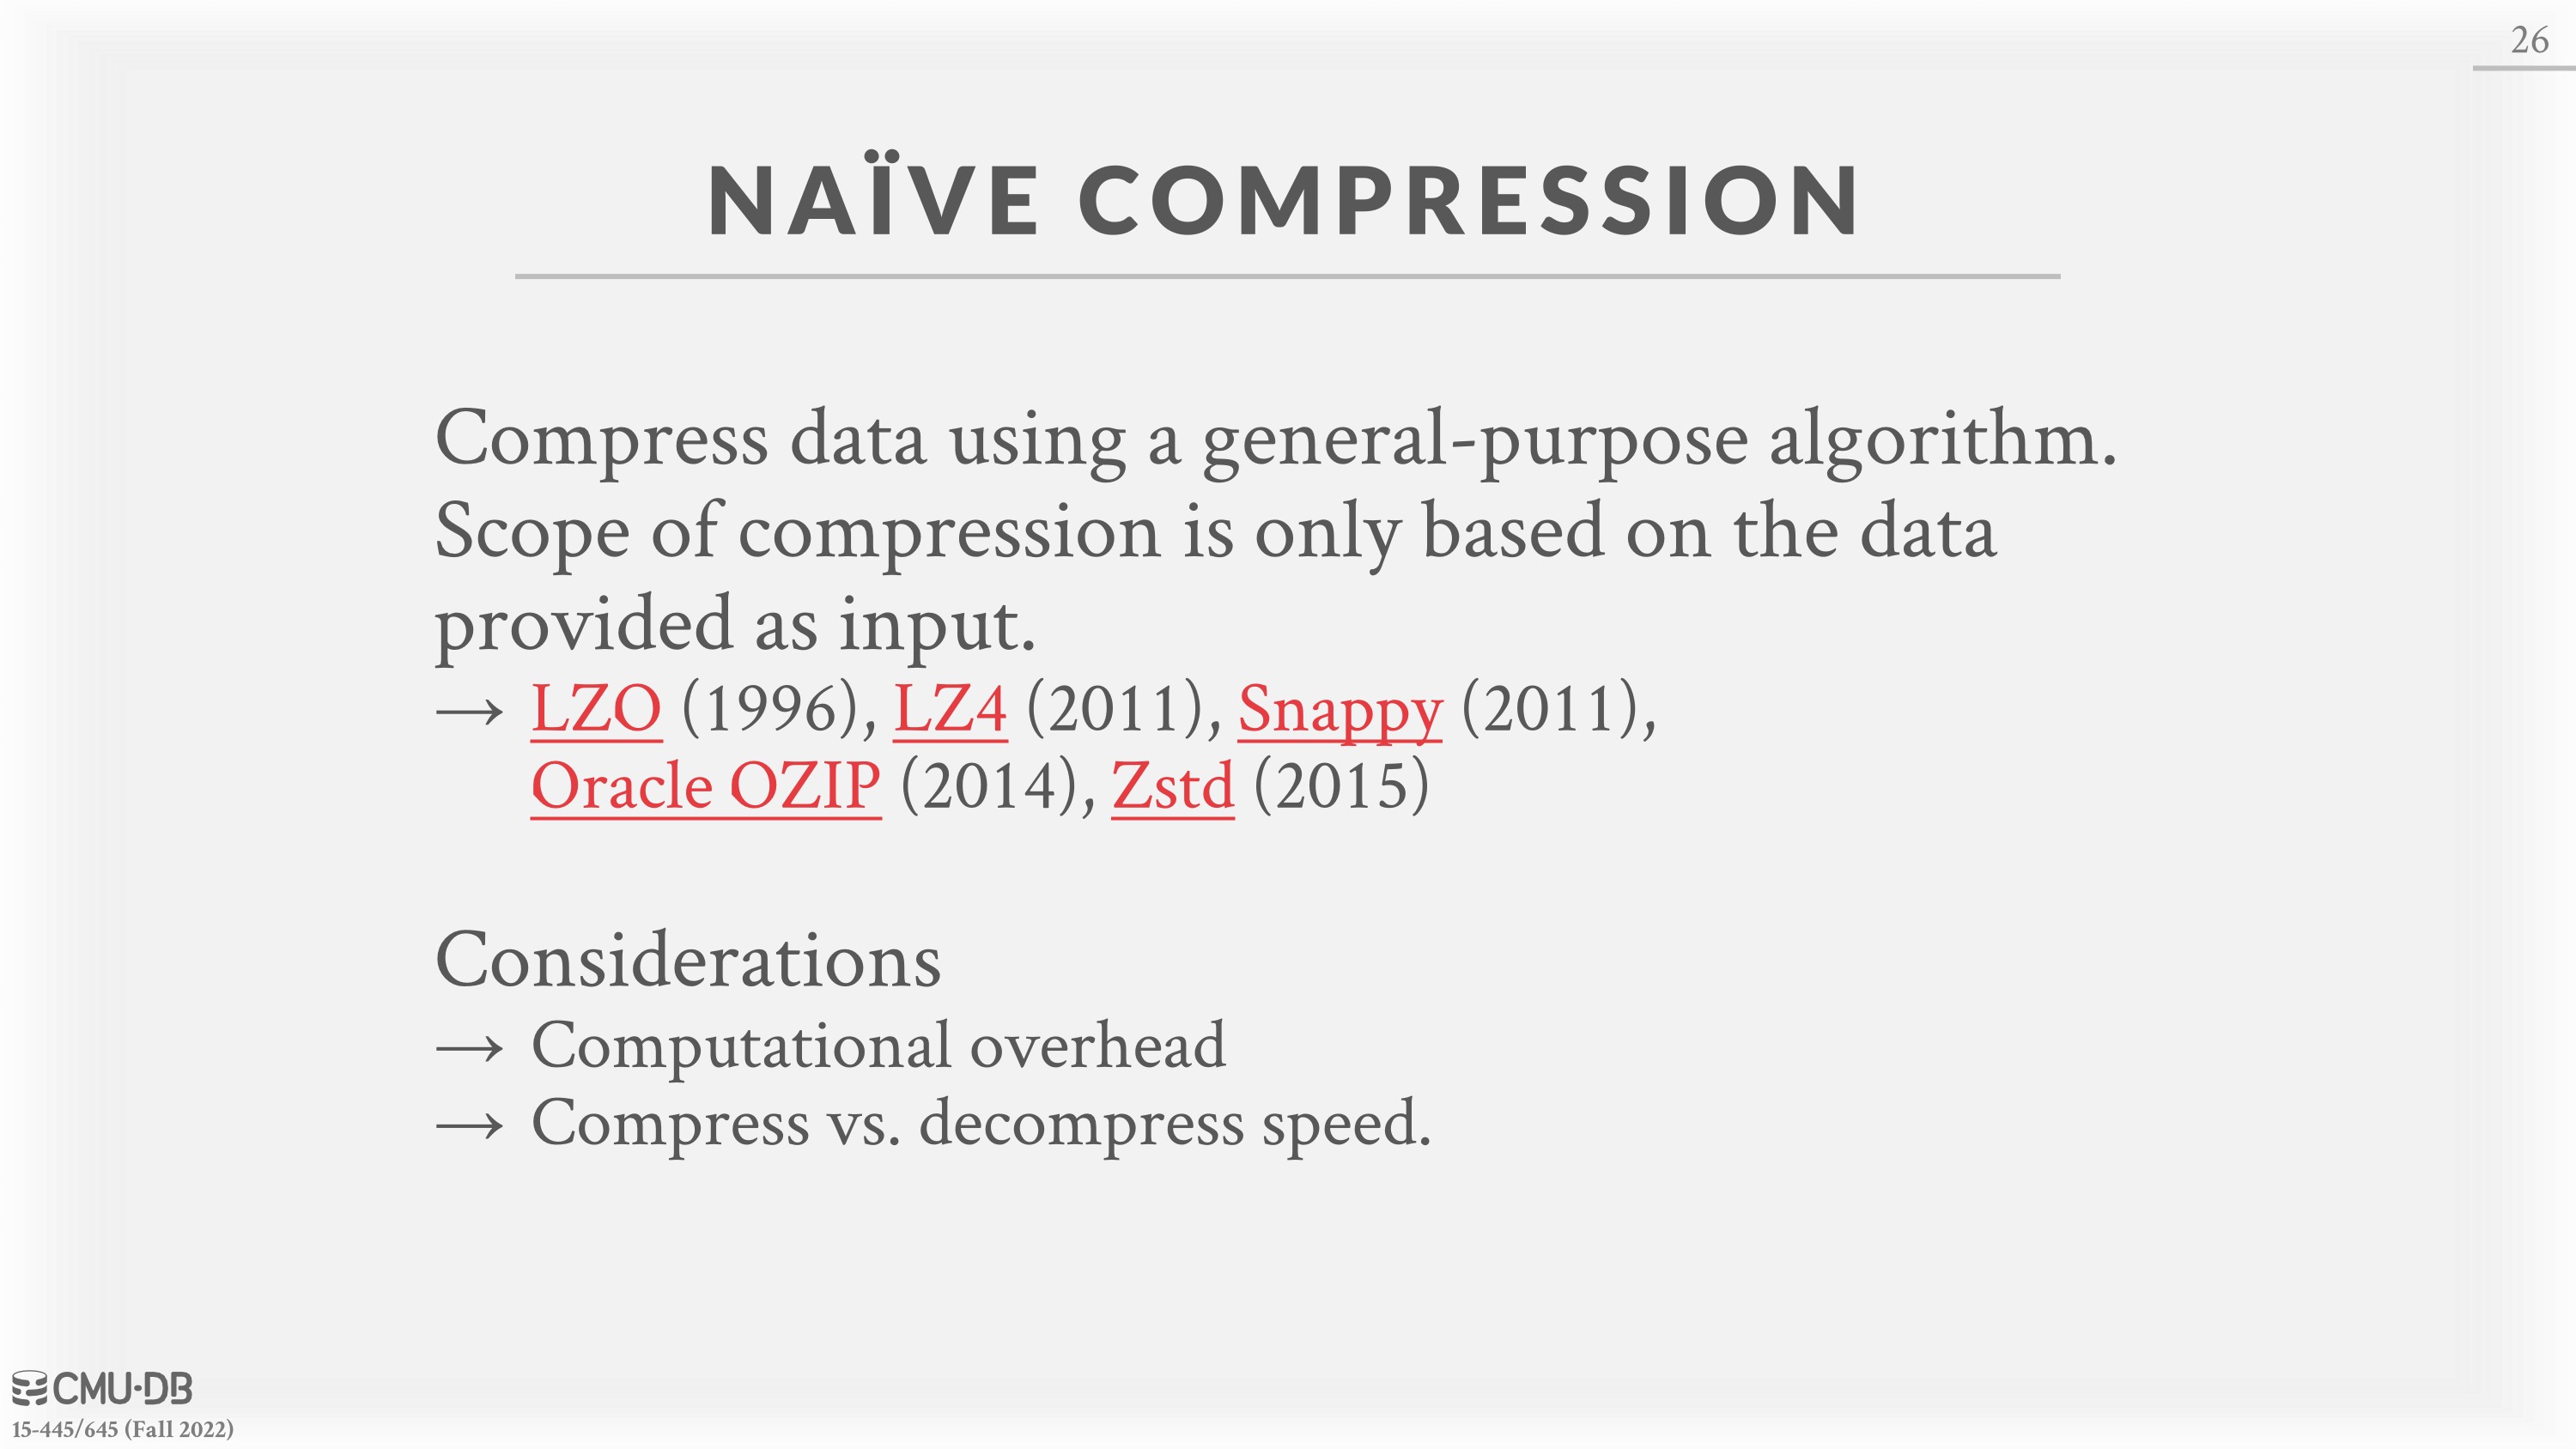 26
NAÏVE COMPRESSION
Compress data using a general-purpose algorithm.
Scope of compression is only based on the data
provided as input.
→ LZO (1996), LZ4 (2011), Snappy (2011),
Oracle OZIP (2014), Zstd (2015)
Considerations
→ Computational overhead
→ Compress vs. decompress speed.
CMU·DB
15-445/645 (Fall 2022)